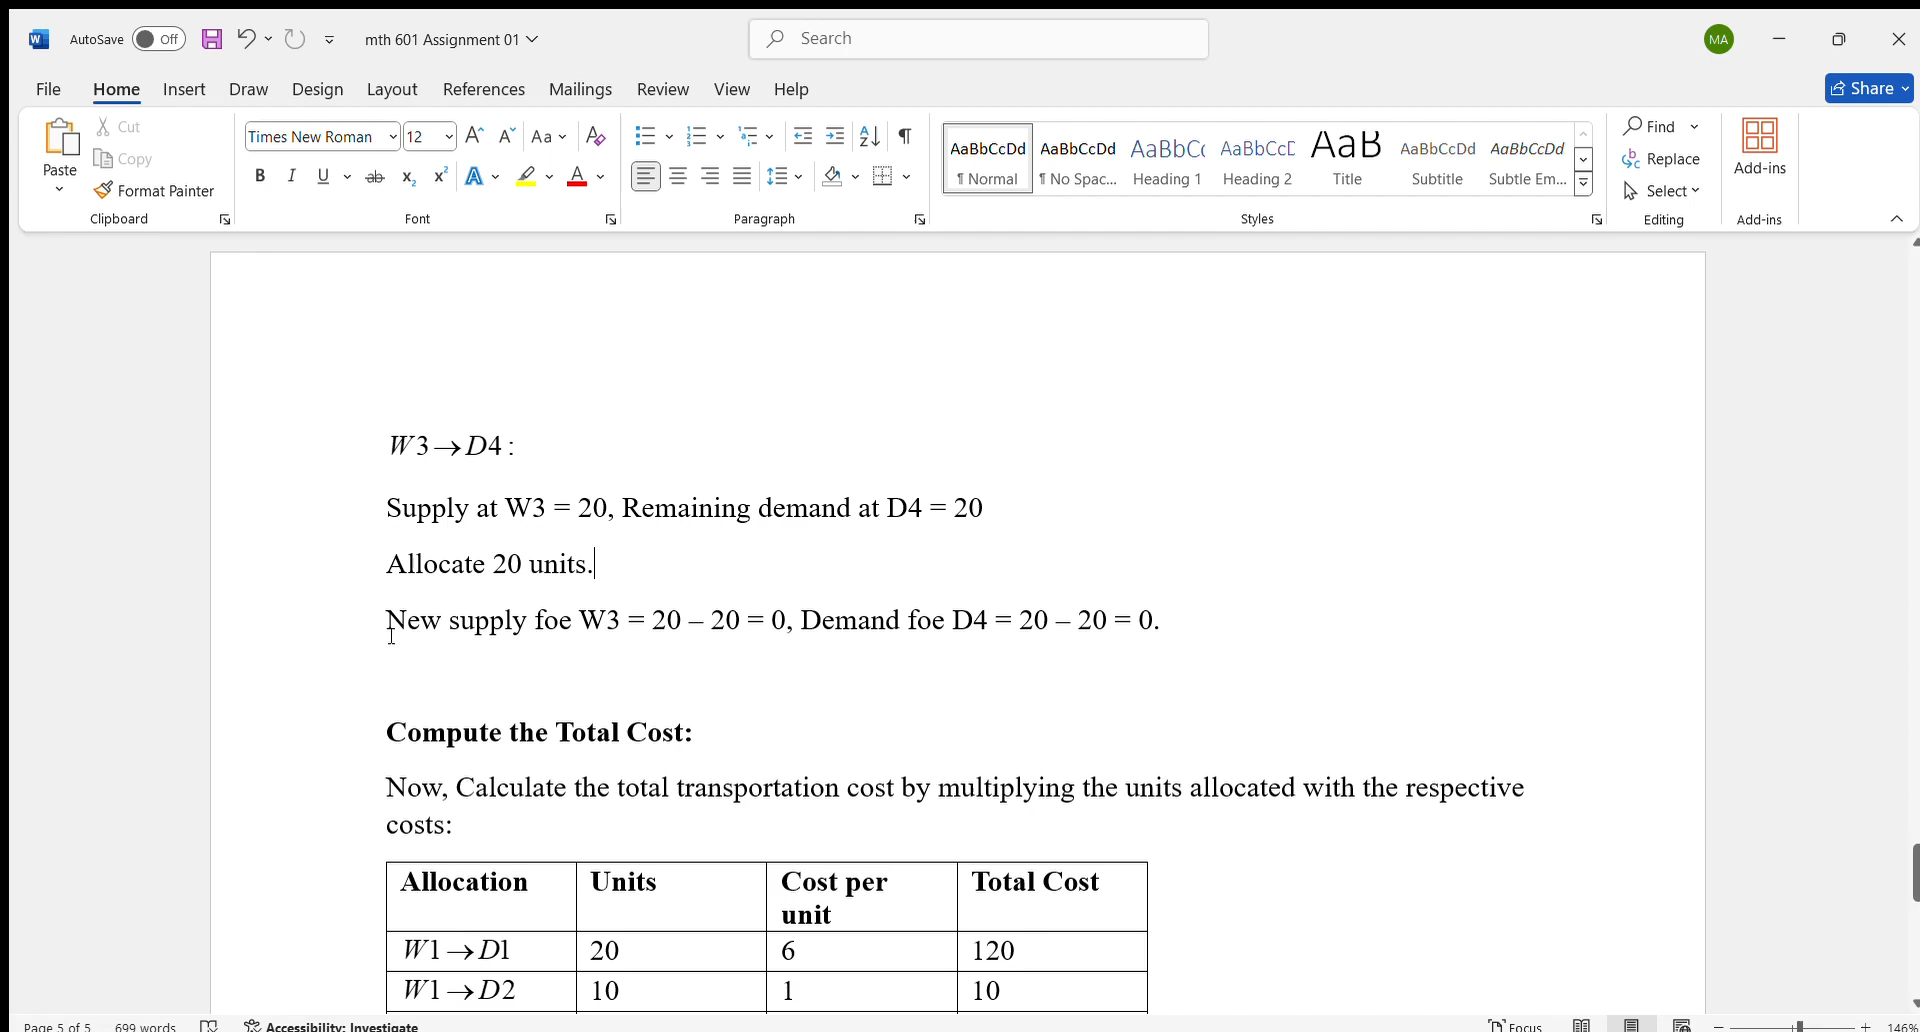 AutoSave Off mth 601 Assignment 01 Search MA
File Home Insert Draw Design Layout References Mailings Review View Help Share
Paste Cut Copy Format Painter
Clipboard
Times New Roman 12 Aa
B I U ab x₂ x² A A
Font
Paragraph
AaBbCcDd AaBbCcDd AaBbCc AaBbCcD AaB AaBbCcDd AaBbCcDd
¶ Normal ¶ No Spac... Heading 1 Heading 2 Title Subtitle Subtle Em...
Styles
Find
Replace
Select
Editing
Add-ins
Add-ins
W3→D4:
Supply at W3 = 20, Remaining demand at D4 = 20
Allocate 20 units.
New supply foe W3 = 20 – 20 = 0, Demand foe D4 = 20 – 20 = 0.
Compute the Total Cost:
Now, Calculate the total transportation cost by multiplying the units allocated with the respective
costs:
Allocation Units Cost per unit Total Cost
W1→D1 20 6 120
W1→D2 10 1 10
Page 5 of 5 699 words Accessibility: Investigate Focus 146%